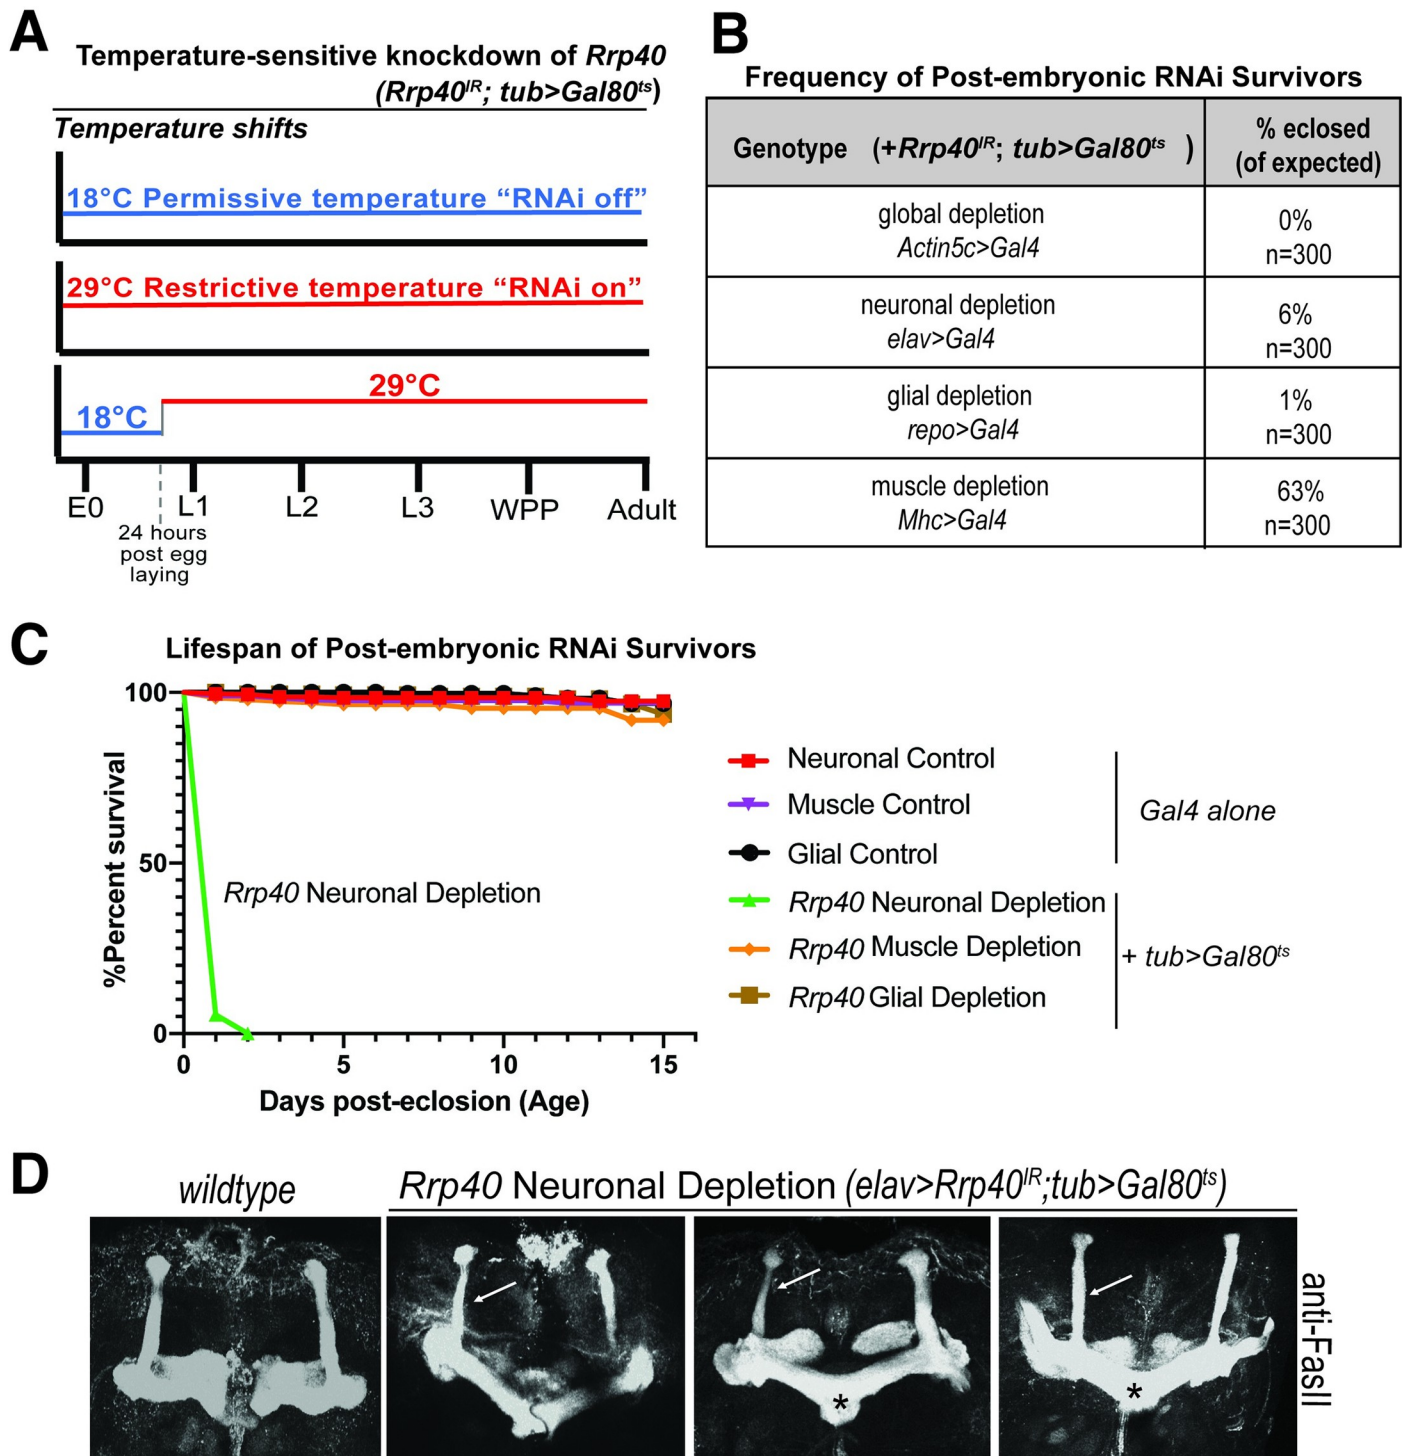 A
Temperature-sensitive knockdown of Rrp40
(Rrp40IR; tub>Gal80ts)
Temperature shifts
18°C Permissive temperature “RNAi off”
29°C Restrictive temperature “RNAi on”
29°C
18°C
E0 L1 L2 L3 WPP Adult
24 hours
post egg
laying
B
Frequency of Post-embryonic RNAi Survivors
Genotype (+Rrp40IR; tub>Gal80ts )
% eclosed
(of expected)
global depletion
Actin5c>Gal4
0%
n=300
neuronal depletion
elav>Gal4
6%
n=300
glial depletion
repo>Gal4
1%
n=300
muscle depletion
Mhc>Gal4
63%
n=300
C
Lifespan of Post-embryonic RNAi Survivors
%Percent survival
100
50
0
Rrp40 Neuronal Depletion
0 5 10 15
Days post-eclosion (Age)
Neuronal Control
Muscle Control
Glial Control
Gal4 alone
Rrp40 Neuronal Depletion
Rrp40 Muscle Depletion
Rrp40 Glial Depletion
+ tub>Gal80ts
D
wildtype
Rrp40 Neuronal Depletion (elav>Rrp40IR;tub>Gal80ts)
*
*
anti-FasII